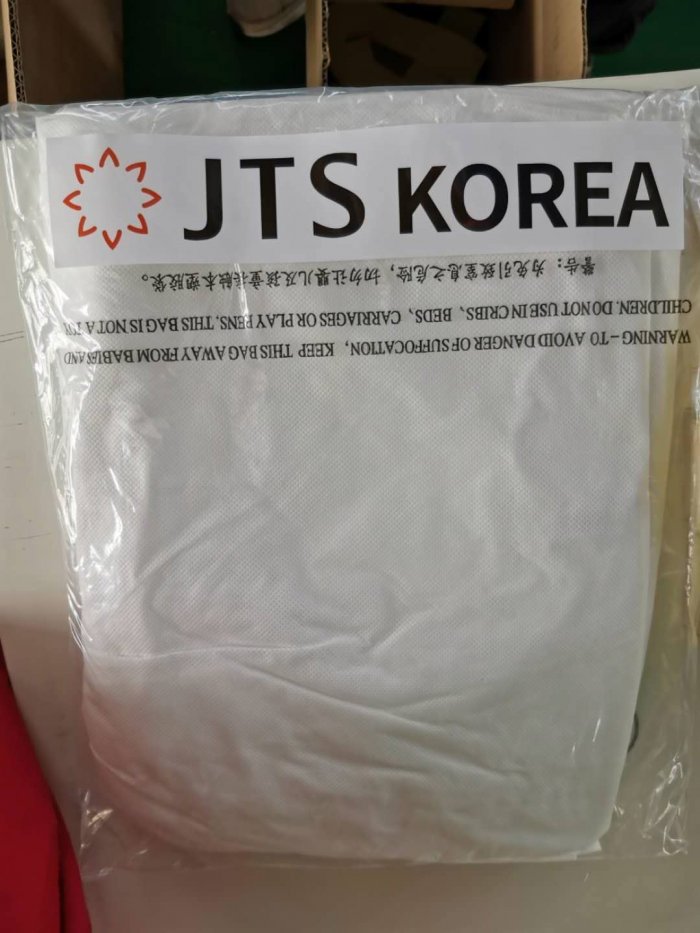 JTS KOREA
WARNING – TO AVOID DANGER OF SUFFOCATION, KEEP THIS BAG AWAY FROM BABIES AND
CHILDREN. DO NOT USE IN CRIBS、BEDS、CARRIAGES OR PLAY PENS. THIS BAG IS NOT A
警告：为免引致窒息之危险，切勿让婴儿及孩童接触本塑胶袋。